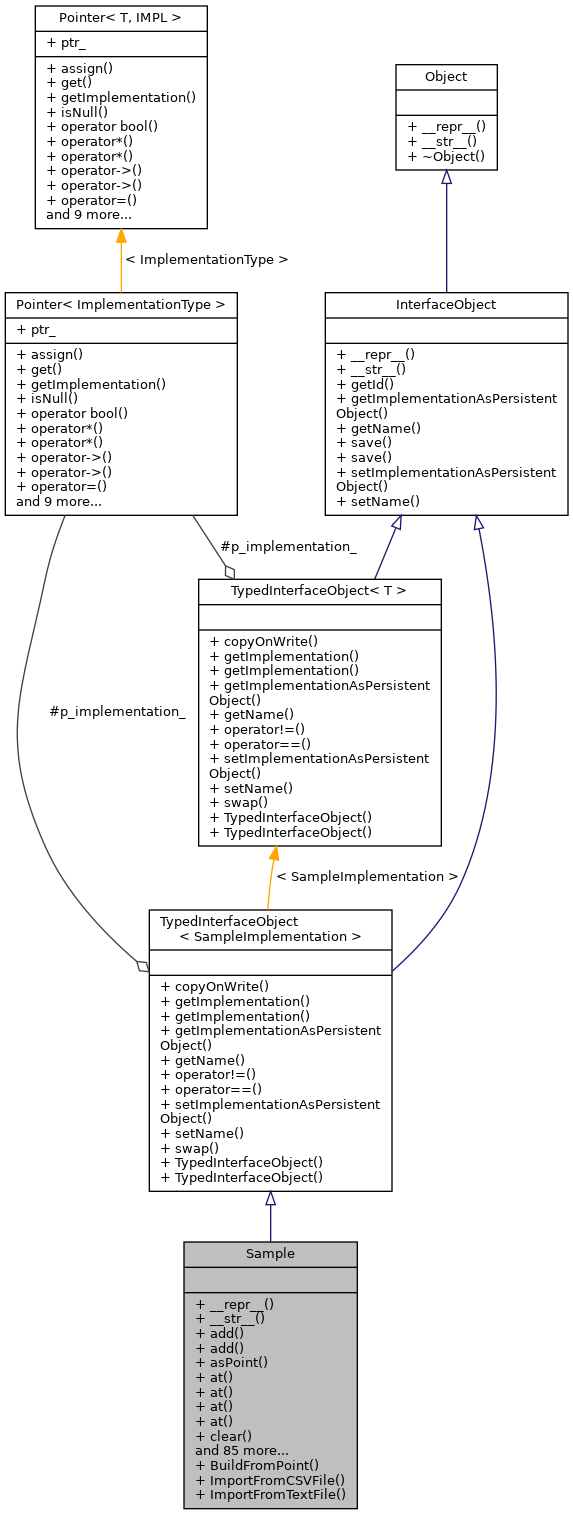 Pointer< T, IMPL >
+ ptr_
+ assign()
+ get()
+ getImplementation()
+ isNull()
+ operator bool()
+ operator*()
+ operator*()
+ operator->()
+ operator->()
+ operator=()
and 9 more...
Object
+ __repr__()
+ __str__()
+ ~Object()
< ImplementationType >
Pointer< ImplementationType >
+ ptr_
+ assign()
+ get()
+ getImplementation()
+ isNull()
+ operator bool()
+ operator*()
+ operator*()
+ operator->()
+ operator->()
+ operator=()
and 9 more...
InterfaceObject
+ __repr__()
+ __str__()
+ getId()
+ getImplementationAsPersistent
Object()
+ getName()
+ save()
+ save()
+ setImplementationAsPersistent
Object()
+ setName()
#p_implementation_
TypedInterfaceObject< T >
+ copyOnWrite()
+ getImplementation()
+ getImplementation()
+ getImplementationAsPersistent
Object()
+ getName()
+ operator!=()
+ operator==()
+ setImplementationAsPersistent
Object()
+ setName()
+ swap()
+ TypedInterfaceObject()
+ TypedInterfaceObject()
#p_implementation_
< SampleImplementation >
TypedInterfaceObject
< SampleImplementation >
+ copyOnWrite()
+ getImplementation()
+ getImplementation()
+ getImplementationAsPersistent
Object()
+ getName()
+ operator!=()
+ operator==()
+ setImplementationAsPersistent
Object()
+ setName()
+ swap()
+ TypedInterfaceObject()
+ TypedInterfaceObject()
Sample
+ __repr__()
+ __str__()
+ add()
+ add()
+ asPoint()
+ at()
+ at()
+ at()
+ at()
+ clear()
and 85 more...
+ BuildFromPoint()
+ ImportFromCSVFile()
+ ImportFromTextFile()